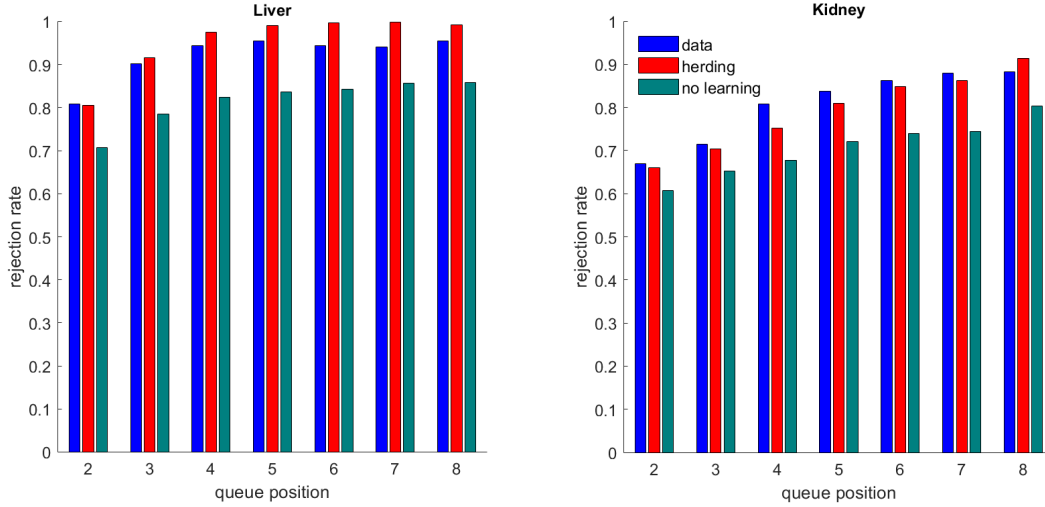 Liver
1
0.9
0.8
0.7
0.6
0.5
0.4
0.3
0.2
0.1
0
rejection rate
2 3 4 5 6 7 8
queue position
Kidney
data
herding
no learning
1
0.9
0.8
0.7
0.6
0.5
0.4
0.3
0.2
0.1
0
rejection rate
2 3 4 5 6 7 8
queue position